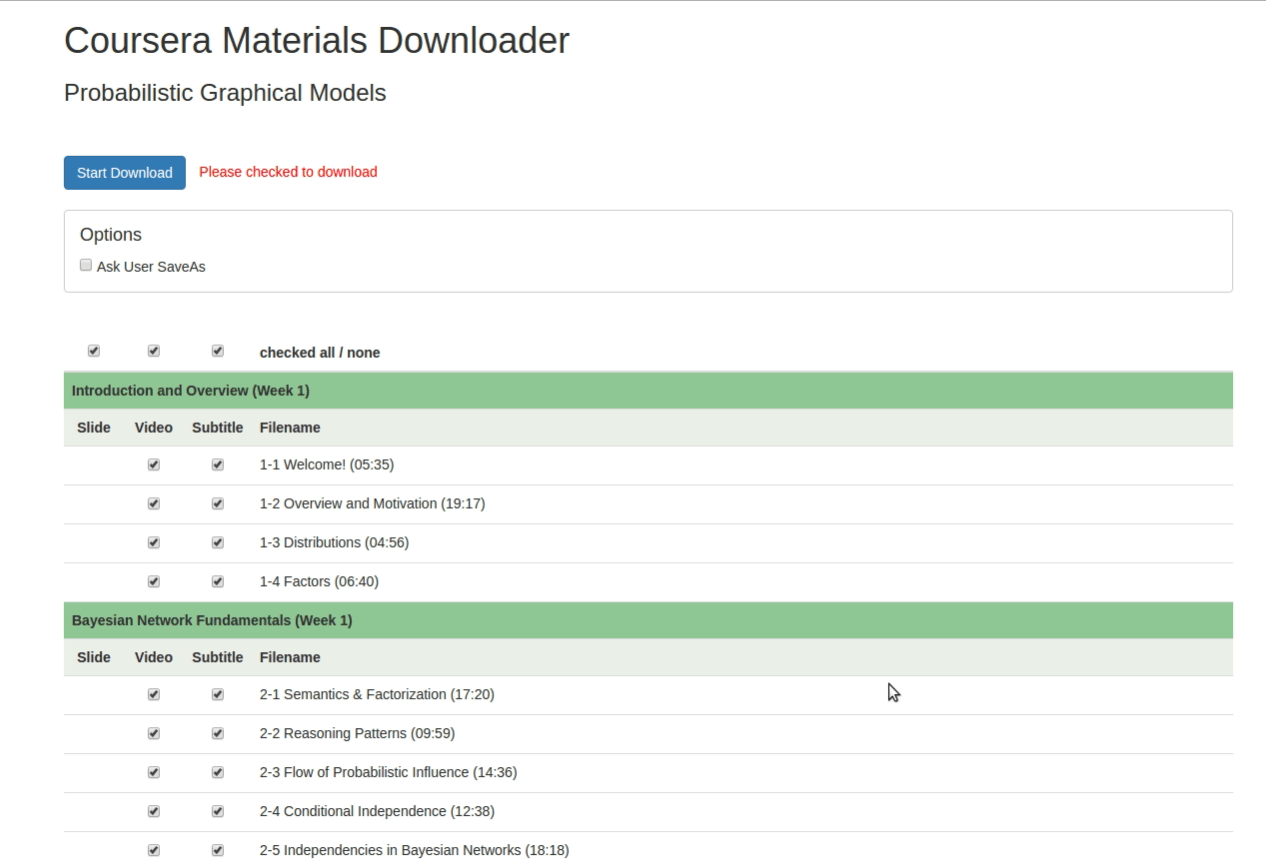 Coursera Materials Downloader
Probabilistic Graphical Models
Start Download Please checked to download
Options
Ask User SaveAs
checked all / none
Introduction and Overview (Week 1)
Slide Video Subtitle Filename
1-1 Welcome! (05:35)
1-2 Overview and Motivation (19:17)
1-3 Distributions (04:56)
1-4 Factors (06:40)
Bayesian Network Fundamentals (Week 1)
Slide Video Subtitle Filename
2-1 Semantics & Factorization (17:20)
2-2 Reasoning Patterns (09:59)
2-3 Flow of Probabilistic Influence (14:36)
2-4 Conditional Independence (12:38)
2-5 Independencies in Bayesian Networks (18:18)